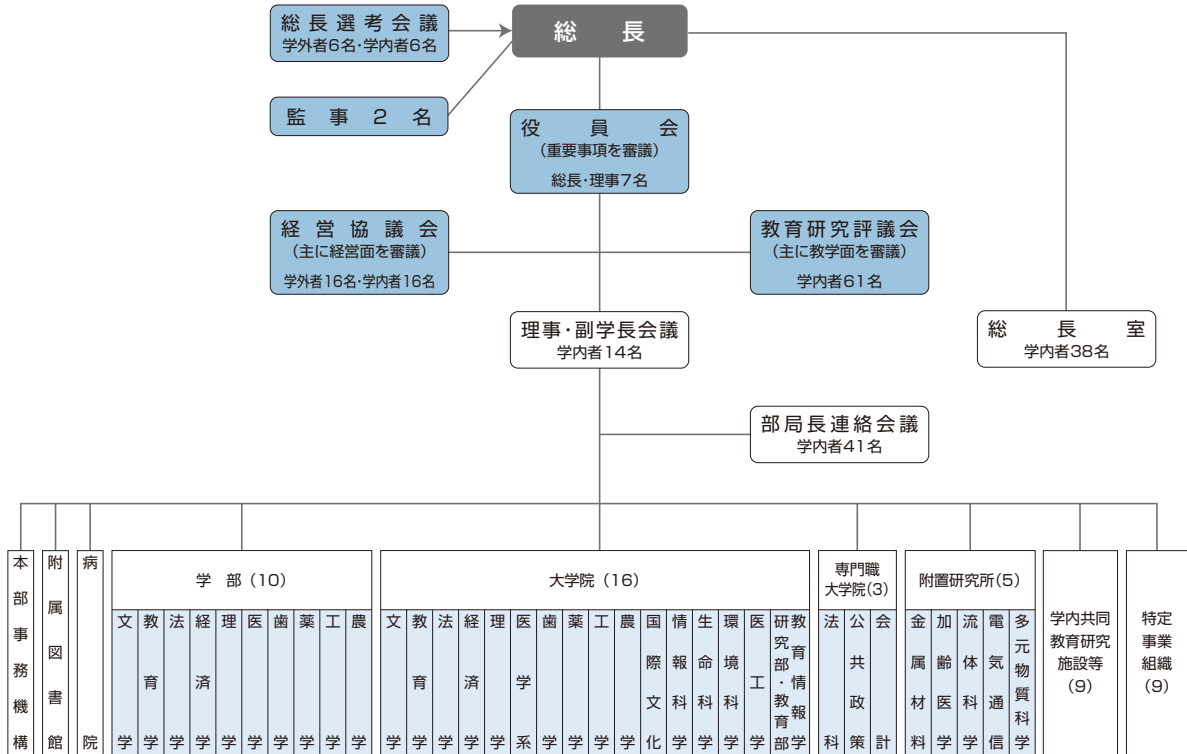 総長選考会議
学外者6名・学内者6名
総長
監事2名
役員会
(重要事項を審議)
総長・理事7名
経営協議会
(主に経営面を審議)
学外者16名・学内者16名
教育研究評議会
(主に教学面を審議)
学内者61名
理事・副学長会議
学内者14名
総長室
学内者38名
部局長連絡会議
学内者41名
本部事務機構
附属図書館
病院
学部(10)
文学
教育学
法学
経済学
理学
医学
歯学
薬学
工学
農学
大学院(16)
文学
教育学
法学
経済学
理学
医学系
歯学
薬学
工学
農学
国際文化
情報科学
生命科学
環境科学
医工学
教育情報学
研究部・教育部
専門職
大学院(3)
法科
公共政策
会計
附置研究所(5)
金属材料
加齢医学
流体科学
電気通信
多元物質科学
学内共同
教育研究
施設等
(9)
特定
事業
組織
(9)